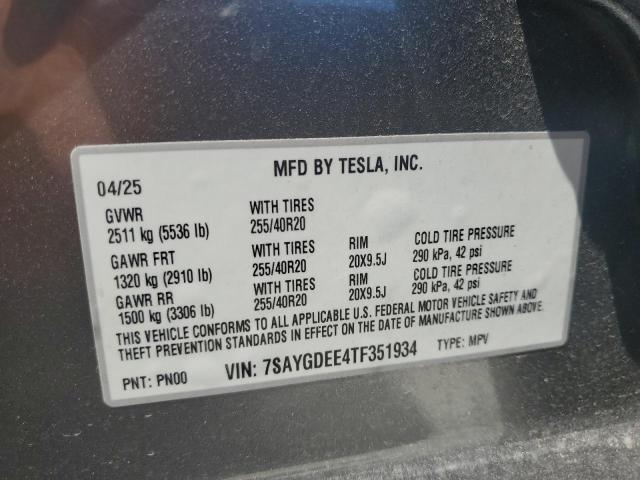 MFD BY TESLA, INC.
04/25
GVWR WITH TIRES
2511 kg (5536 lb) 255/40R20
GAWR FRT WITH TIRES RIM COLD TIRE PRESSURE
1320 kg (2910 lb) 255/40R20 20X9.5J 290 kPa, 42 psi
GAWR RR WITH TIRES RIM COLD TIRE PRESSURE
1500 kg (3306 lb) 255/40R20 20X9.5J 290 kPa, 42 psi
THIS VEHICLE CONFORMS TO ALL APPLICABLE U.S. FEDERAL MOTOR VEHICLE SAFETY AND
THEFT PREVENTION STANDARDS IN EFFECT ON THE DATE OF MANUFACTURE SHOWN ABOVE.
PNT: PN00 VIN: 7SAYGDEE4TF351934 TYPE: MPV